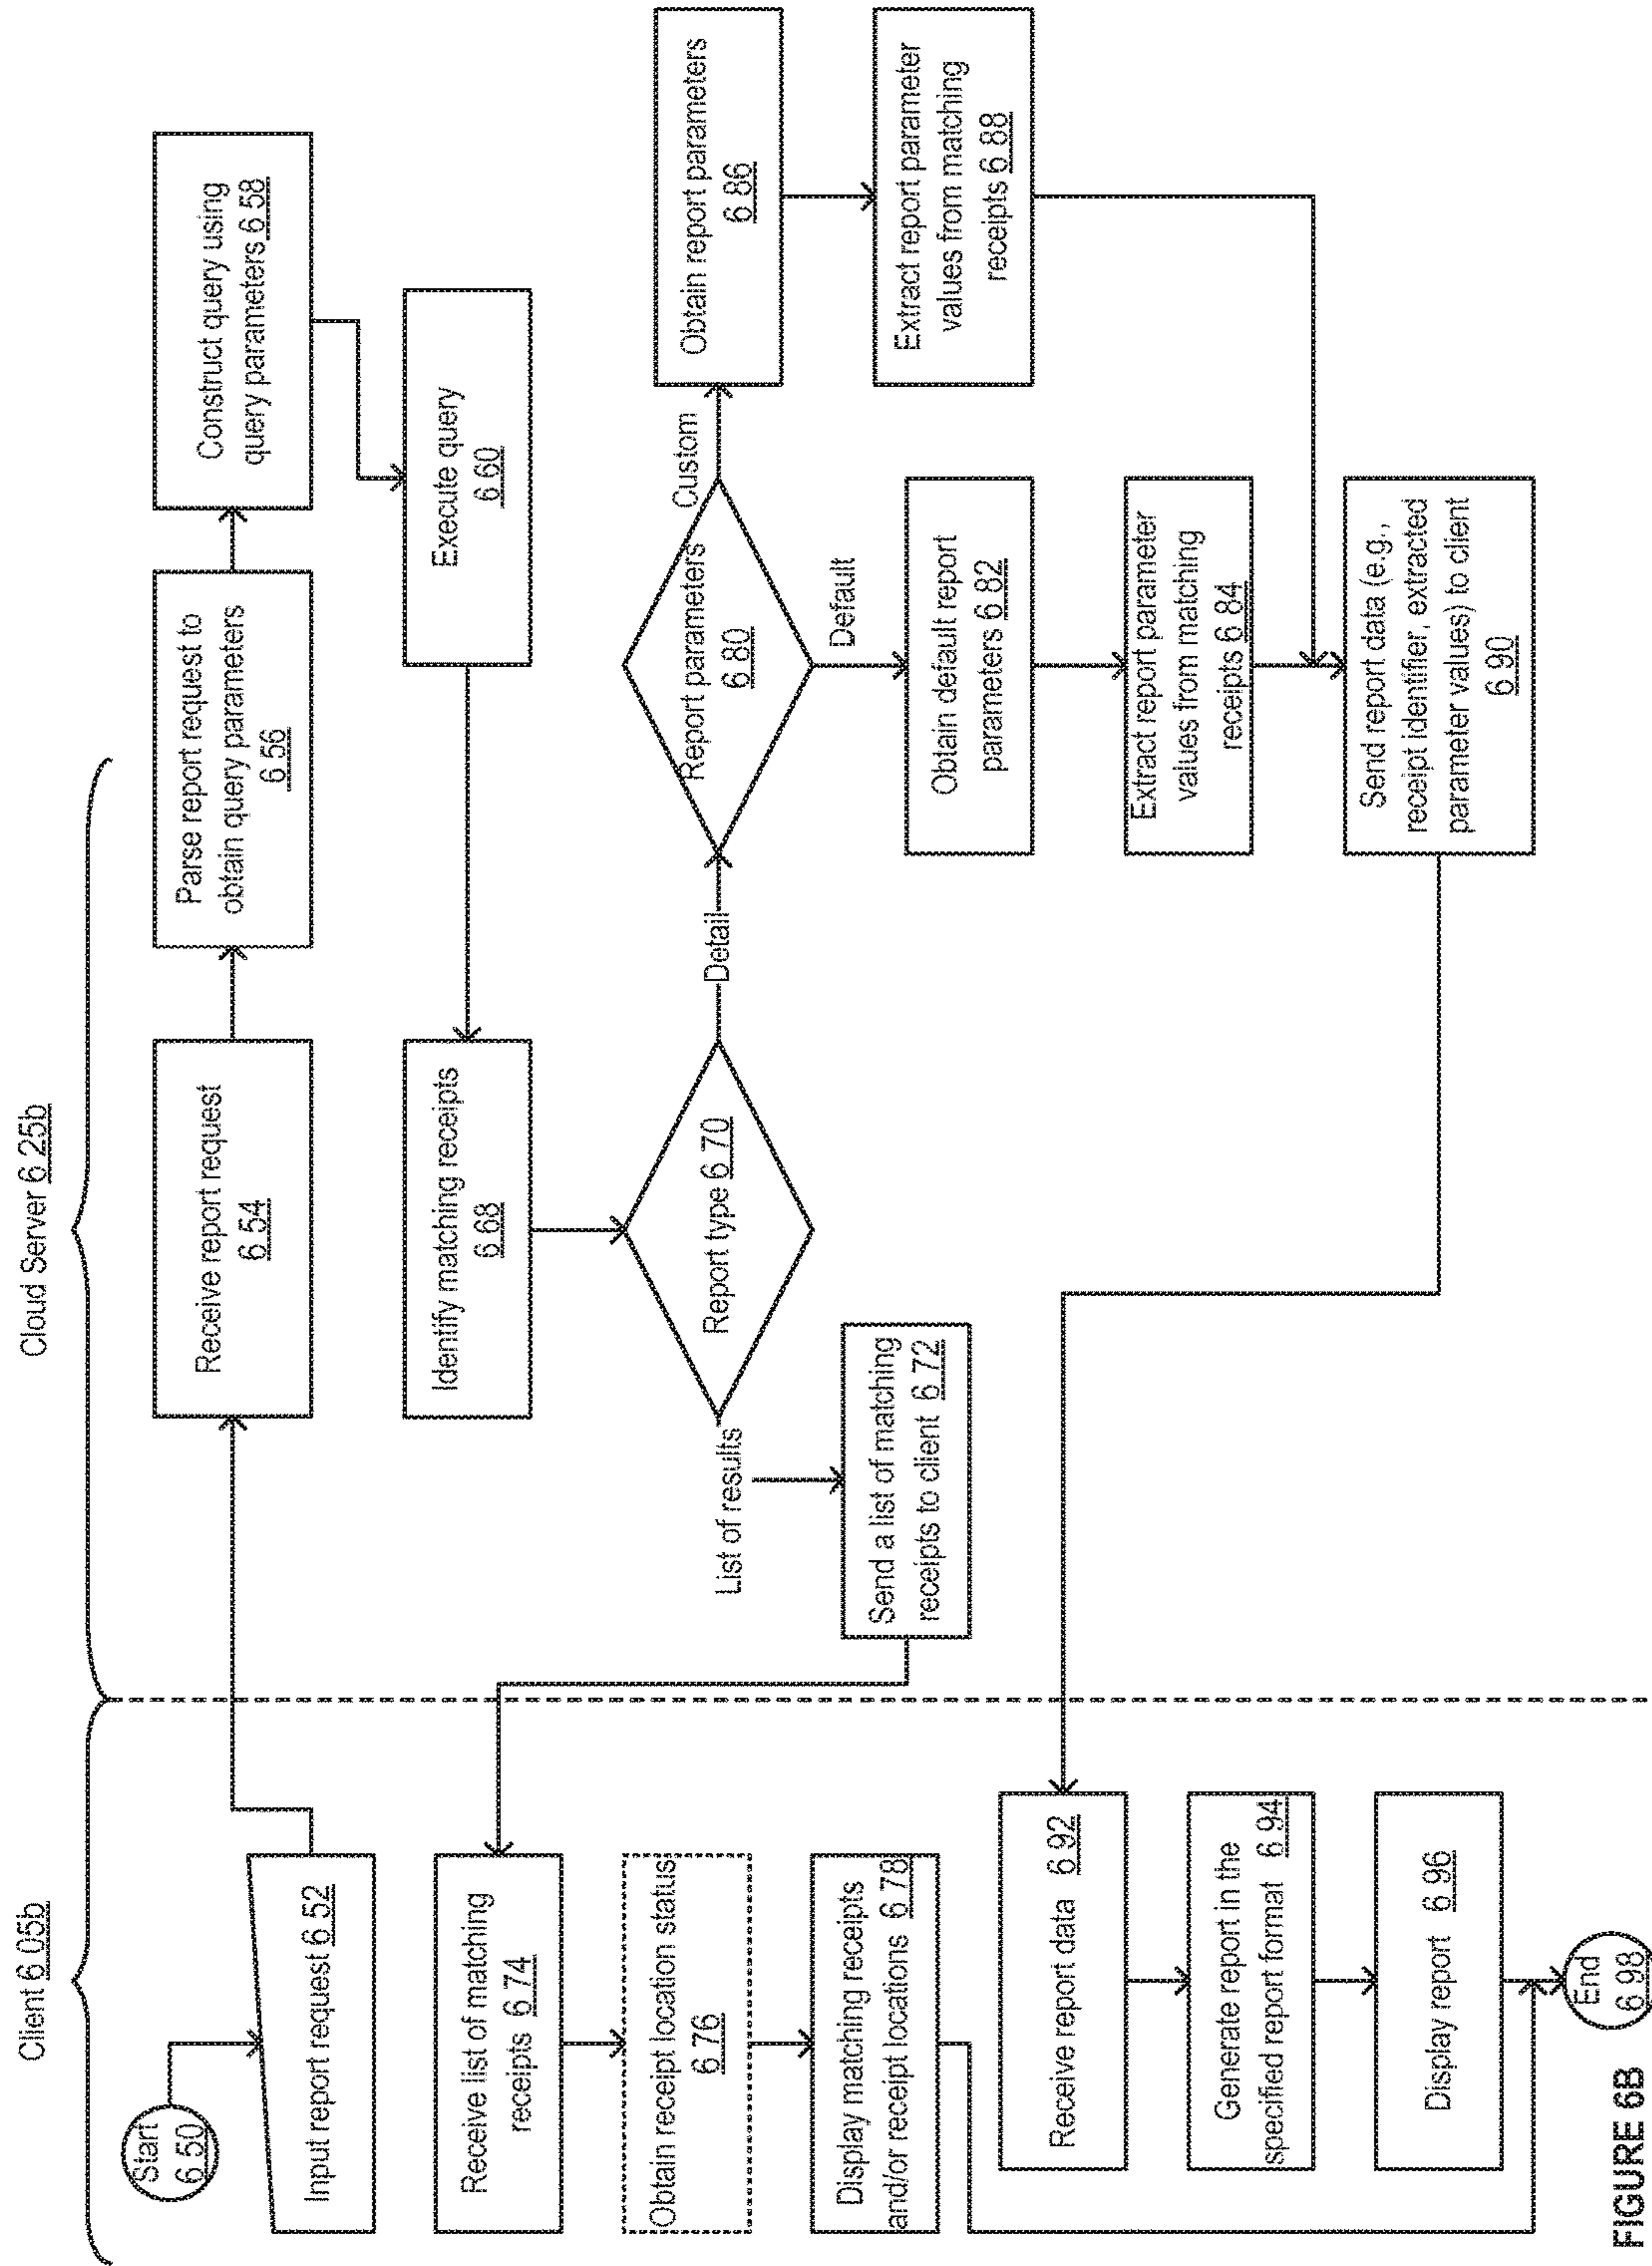 Client 6 05b
Cloud Server 6 25b
Start
6 50
Input report request 6 52
Receive report request
6 54
Parse report request to
obtain query parameters
6 56
Construct query using
query parameters 6 58
Execute query
6 60
Identify matching receipts
6 68
Report type 6 70
List of results
Detail
Send a list of matching
receipts to client 6 72
Receive list of matching
receipts 6 74
Obtain receipt location status
6 76
Display matching receipts
and/or receipt locations 6 78
Report parameters
6 80
Custom
Default
Obtain default report
parameters 6 82
Extract report parameter
values from matching
receipts 6 84
Obtain report parameters
6 86
Extract report parameter
values from matching
receipts 6 88
Send report data (e.g.,
receipt identifier, extracted
parameter values) to client
6 90
Receive report data 6 92
Generate report in the
specified report format 6 94
Display report 6 96
End
6 98
FIGURE 6B